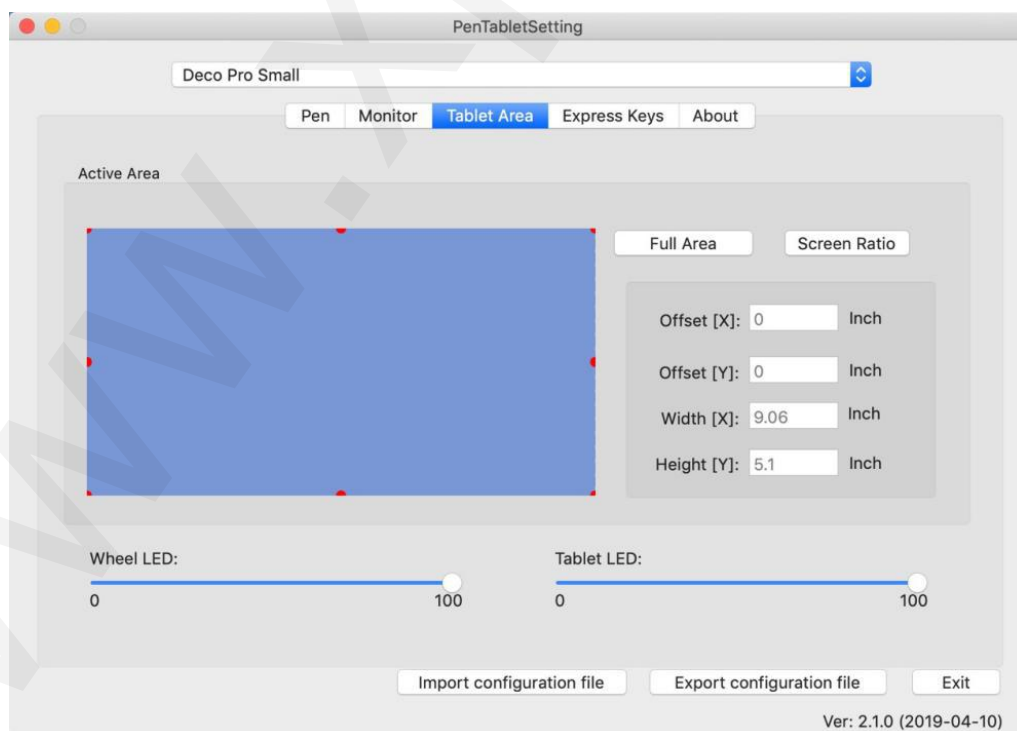 PenTabletSetting
Deco Pro Small
Pen Monitor Tablet Area Express Keys About
Active Area
Full Area Screen Ratio
Offset [X]: 0 Inch
Offset [Y]: 0 Inch
Width [X]: 9.06 Inch
Height [Y]: 5.1 Inch
Wheel LED: Tablet LED:
0 100 0 100
Import configuration file Export configuration file Exit
Ver: 2.1.0 (2019-04-10)